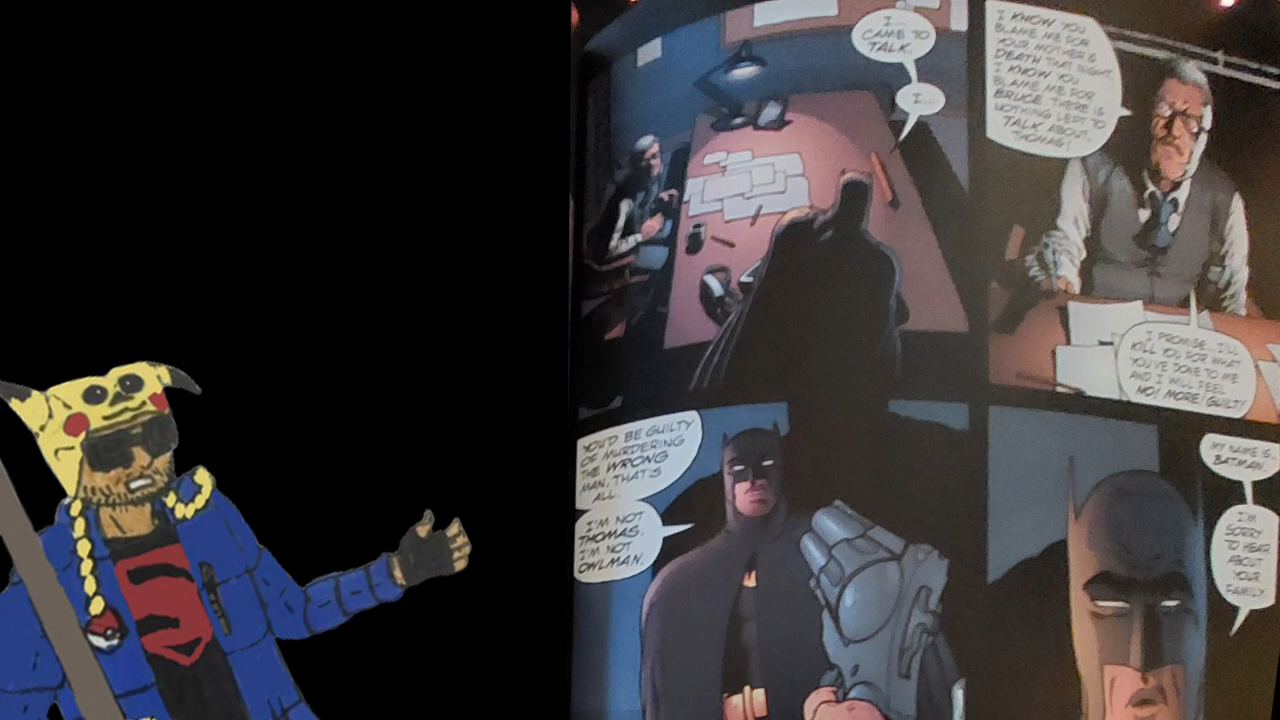 I...
CAME TO
TALK.
I...
I KNOW YOU
BLAME ME FOR
YOUR MOTHER'S
DEATH THAT NIGHT.
I KNOW YOU
BLAME ME FOR
BRUCE. THERE IS
NOTHING LEFT TO
TALK ABOUT,
THOMAS!
I PROMISE... I'LL
KILL YOU FOR WHAT
YOU'VE DONE TO ME
AND I WILL FEEL
NO! MORE! GUILT!
YOU'D BE GUILTY
OF MURDERING
THE WRONG
MAN, THAT'S
ALL.
I'M NOT
THOMAS.
I'M NOT
OWLMAN.
MY NAME IS
BATMAN.
I'M
SORRY
TO HEAR
ABOUT
YOUR
FAMILY.